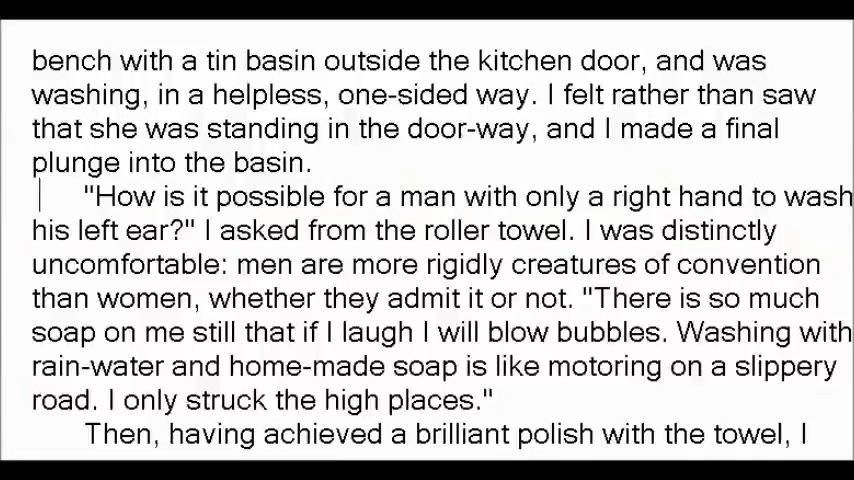 bench with a tin basin outside the kitchen door, and was
washing, in a helpless, one-sided way. I felt rather than saw
that she was standing in the door-way, and I made a final
plunge into the basin.
"How is it possible for a man with only a right hand to wash
his left ear?" I asked from the roller towel. I was distinctly
uncomfortable: men are more rigidly creatures of convention
than women, whether they admit it or not. "There is so much
soap on me still that if I laugh I will blow bubbles. Washing with
rain-water and home-made soap is like motoring on a slippery
road. I only struck the high places."
Then, having achieved a brilliant polish with the towel, I